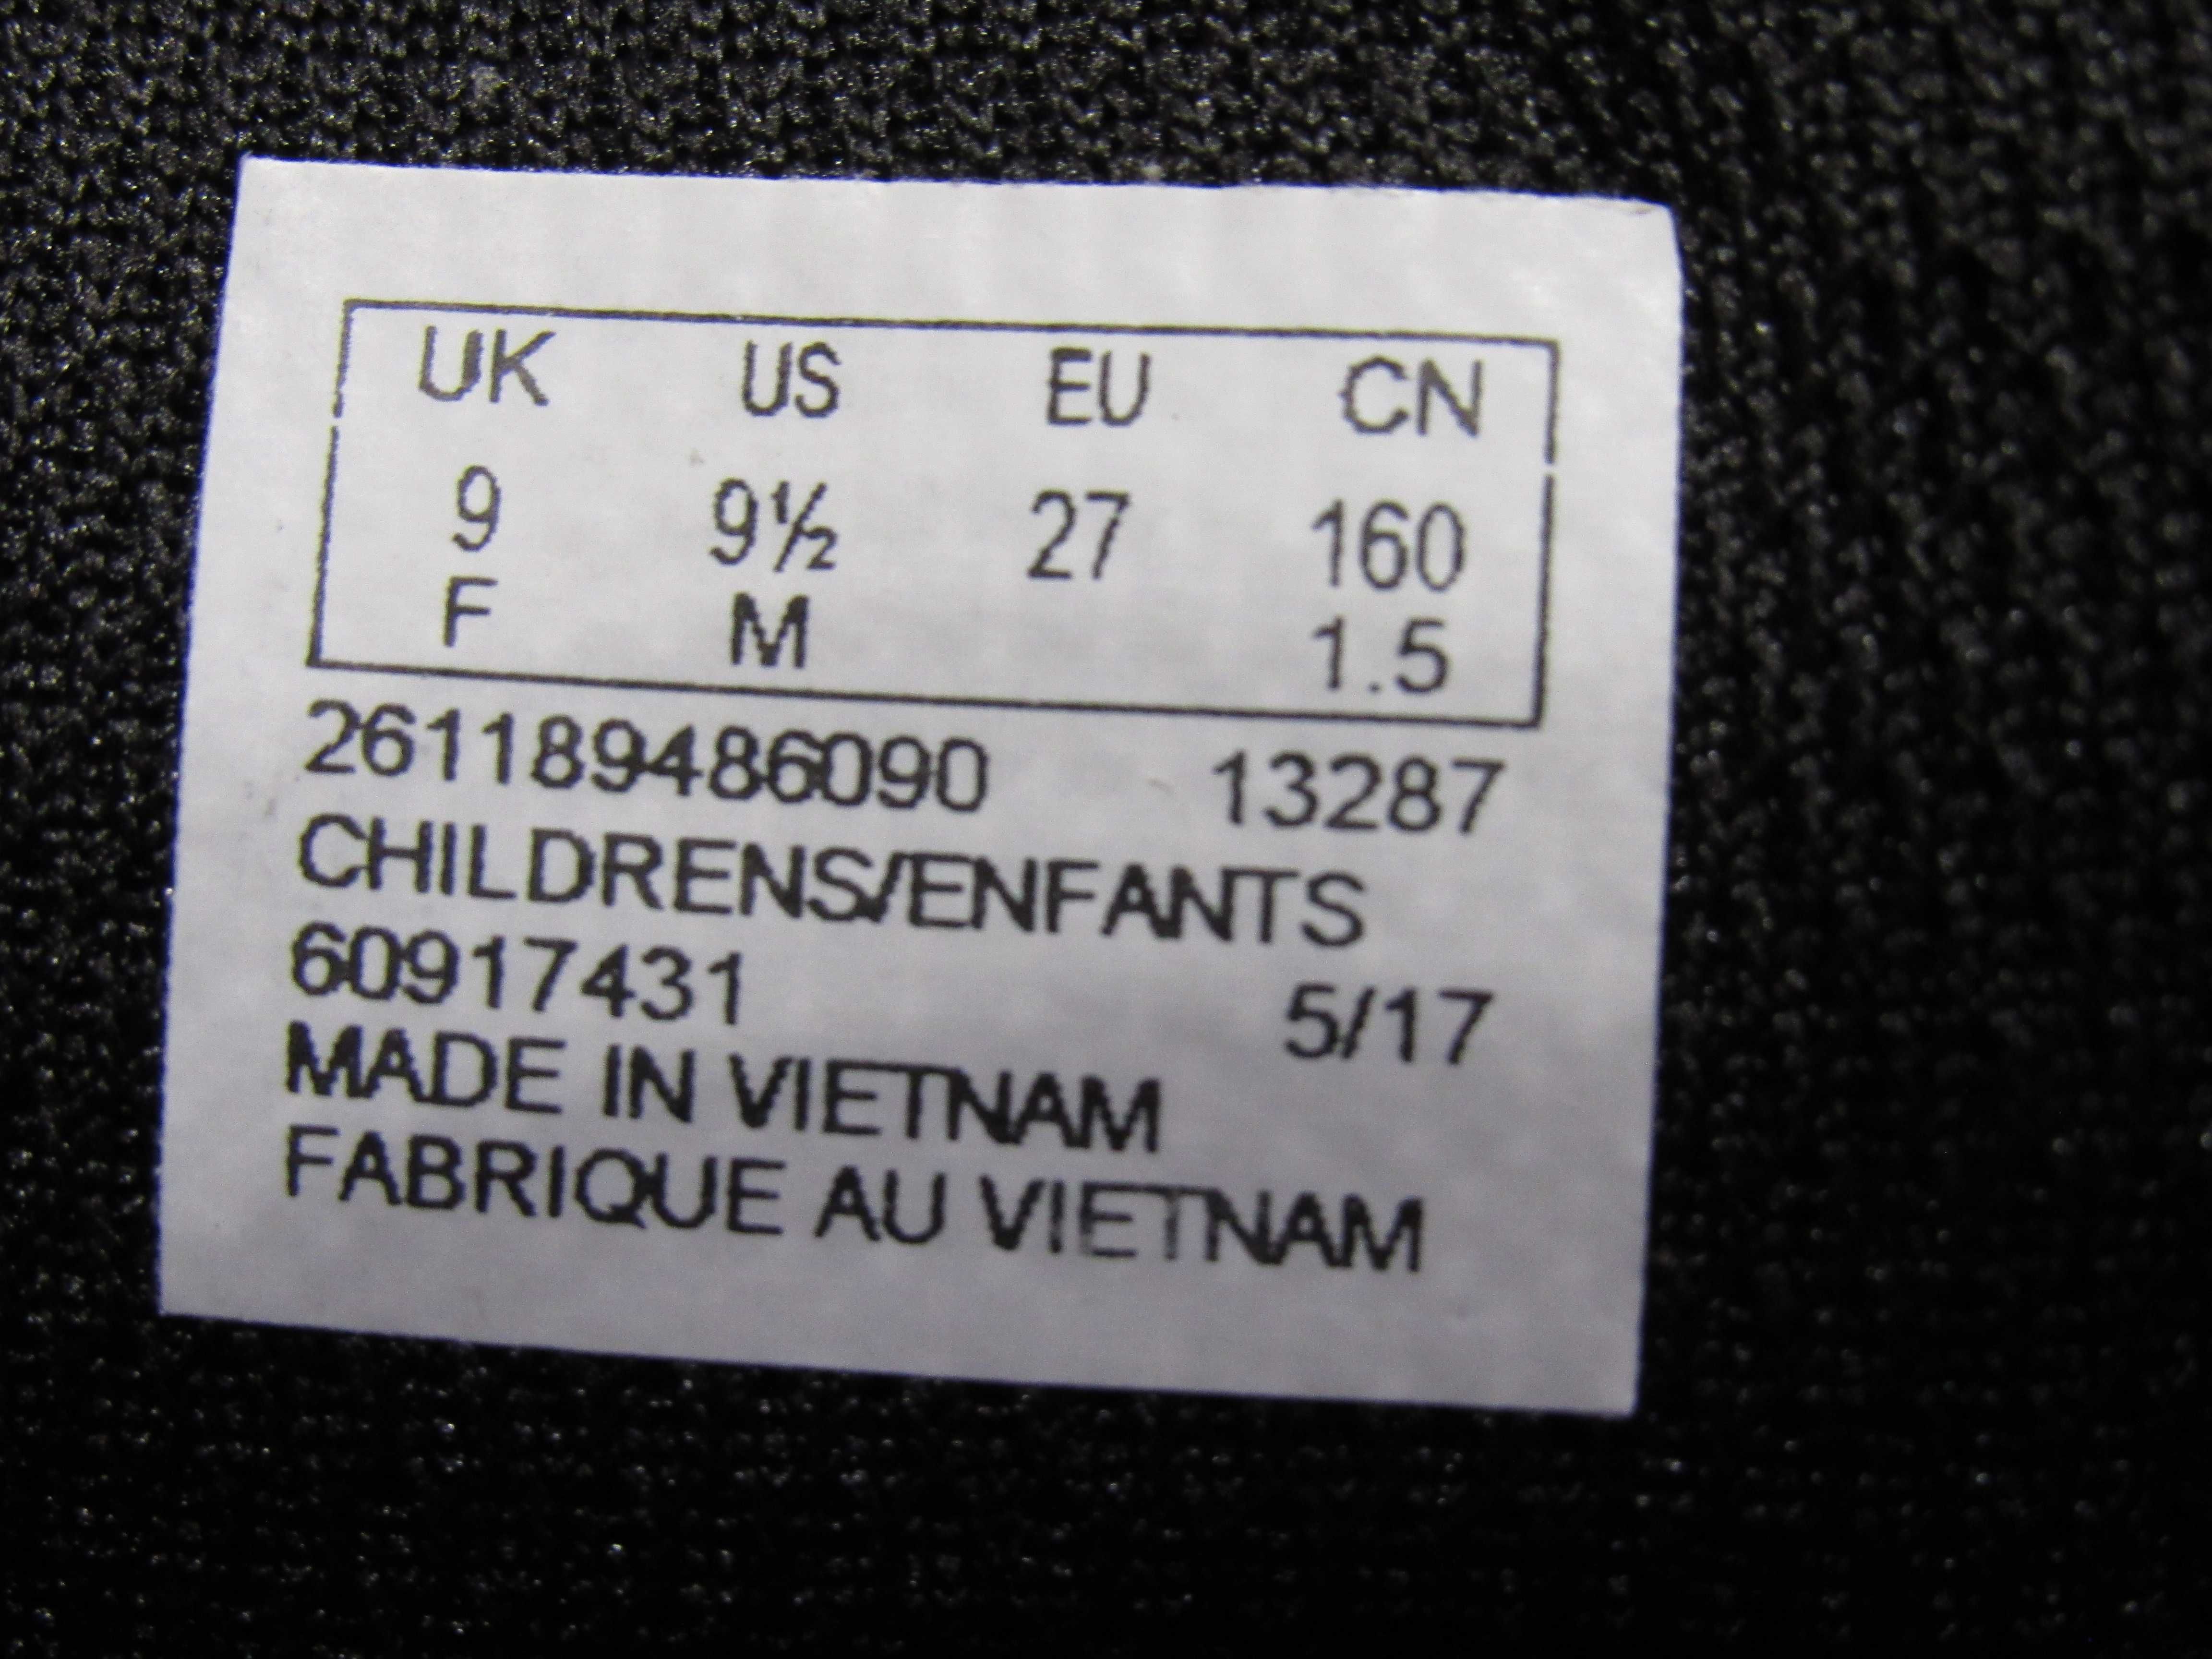 UK US EU CN
9 9½ 27 160
F M 1.5
261189486090 13287
CHILDRENS/ENFANTS
60917431 5/17
MADE IN VIETNAM
FABRIQUE AU VIETNAM